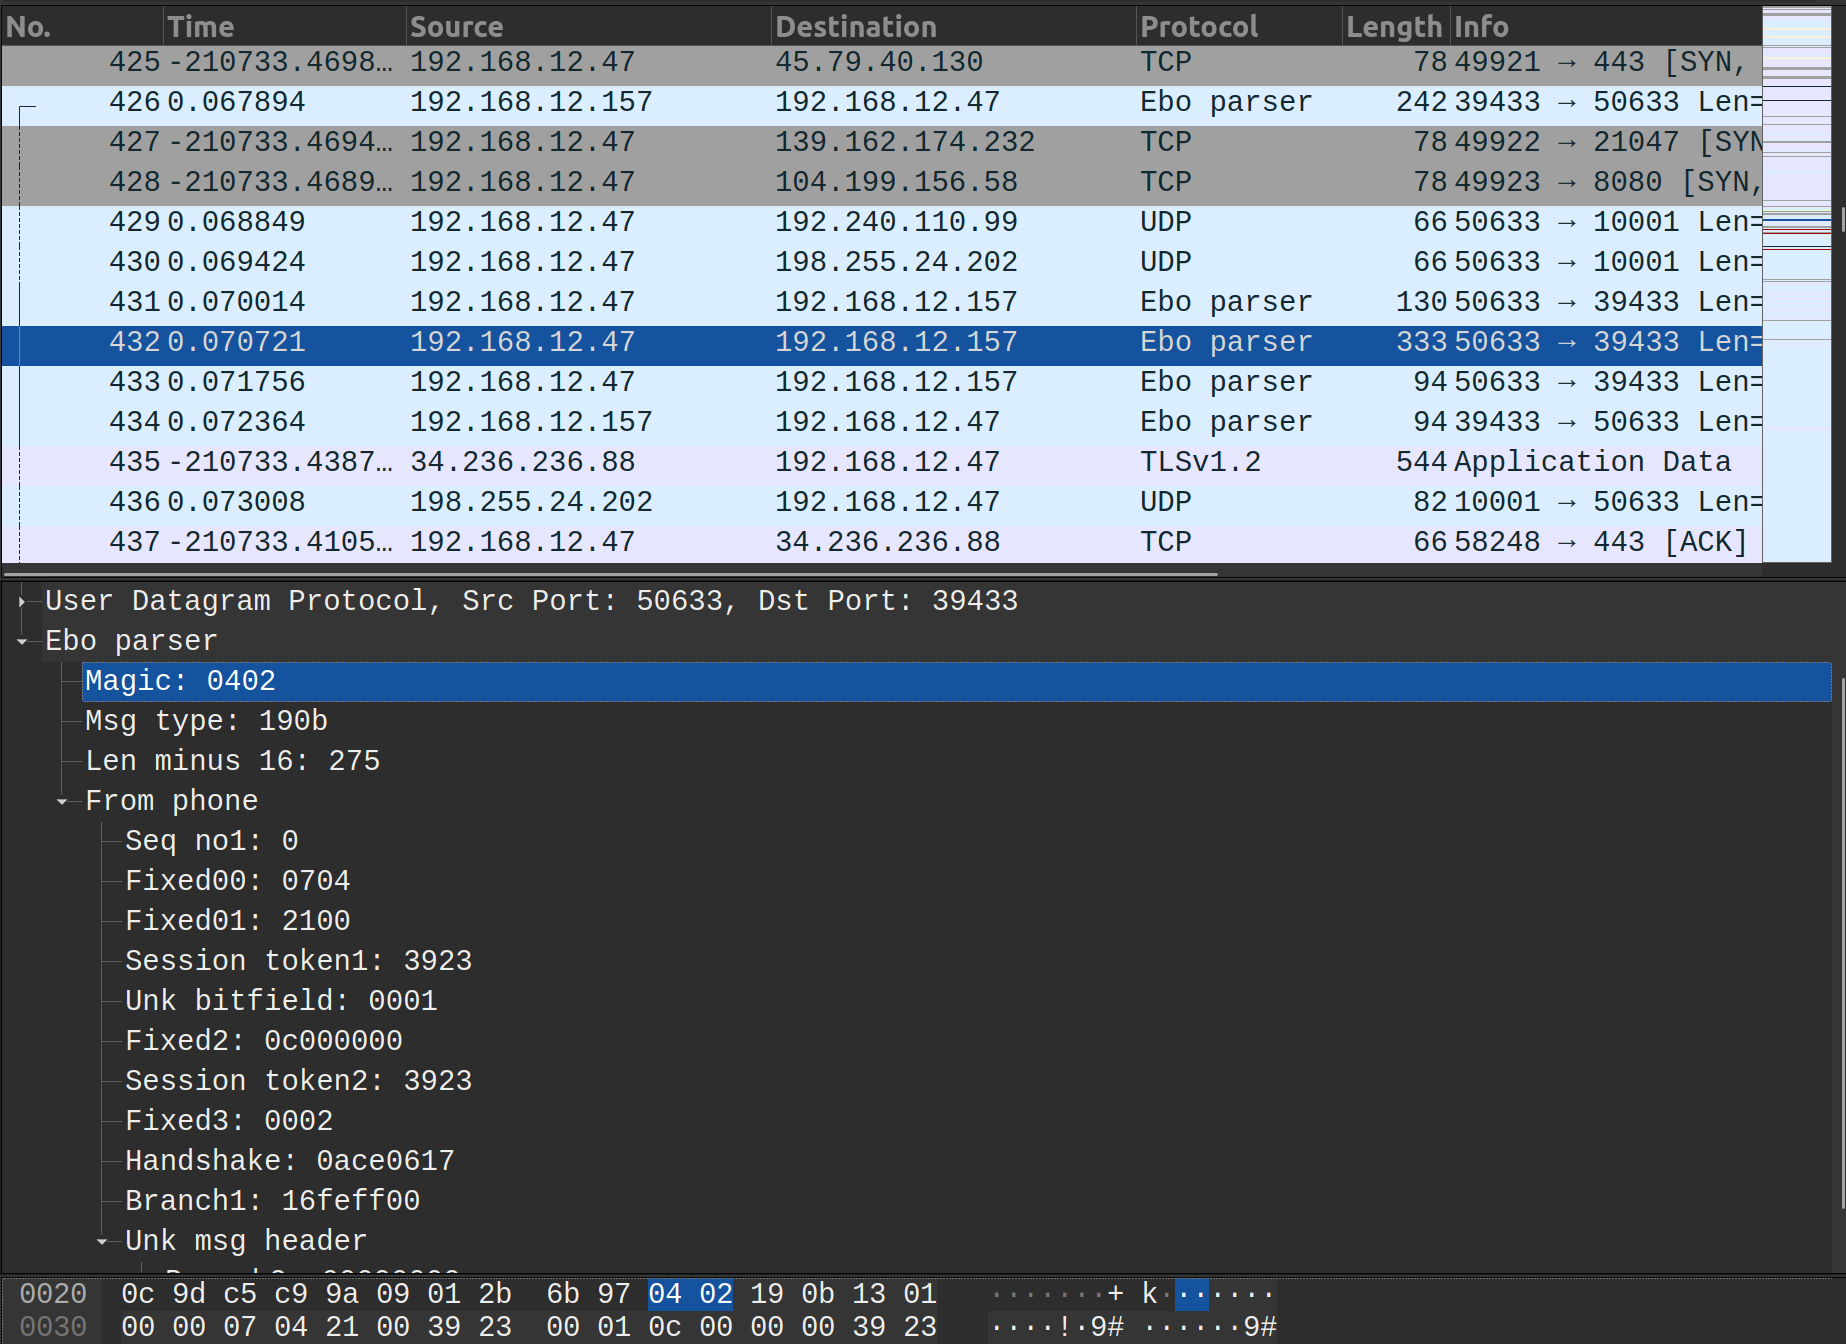 No. Time Source Destination Protocol Length Info
425 -210733.4698… 192.168.12.47 45.79.40.130 TCP 78 49921 → 443 [SYN,
426 0.067894 192.168.12.157 192.168.12.47 Ebo parser 242 39433 → 50633 Len=
427 -210733.4694… 192.168.12.47 139.162.174.232 TCP 78 49922 → 21047 [SYN
428 -210733.4689… 192.168.12.47 104.199.156.58 TCP 78 49923 → 8080 [SYN,
429 0.068849 192.168.12.47 192.240.110.99 UDP 66 50633 → 10001 Len=
430 0.069424 192.168.12.47 198.255.24.202 UDP 66 50633 → 10001 Len=
431 0.070014 192.168.12.47 192.168.12.157 Ebo parser 130 50633 → 39433 Len=
432 0.070721 192.168.12.47 192.168.12.157 Ebo parser 333 50633 → 39433 Len=
433 0.071756 192.168.12.47 192.168.12.157 Ebo parser 94 50633 → 39433 Len=
434 0.072364 192.168.12.157 192.168.12.47 Ebo parser 94 39433 → 50633 Len=
435 -210733.4387… 34.236.236.88 192.168.12.47 TLSv1.2 544 Application Data
436 0.073008 198.255.24.202 192.168.12.47 UDP 82 10001 → 50633 Len=
437 -210733.4105… 192.168.12.47 34.236.236.88 TCP 66 58248 → 443 [ACK]
User Datagram Protocol, Src Port: 50633, Dst Port: 39433
Ebo parser
Magic: 0402
Msg type: 190b
Len minus 16: 275
From phone
Seq no1: 0
Fixed00: 0704
Fixed01: 2100
Session token1: 3923
Unk bitfield: 0001
Fixed2: 0c000000
Session token2: 3923
Fixed3: 0002
Handshake: 0ace0617
Branch1: 16feff00
Unk msg header
0020 0c 9d c5 c9 9a 09 01 2b 6b 97 04 02 19 0b 13 01 ·······+ k·······
0030 00 00 07 04 21 00 39 23 00 01 0c 00 00 00 39 23 ····!·9# ······9#